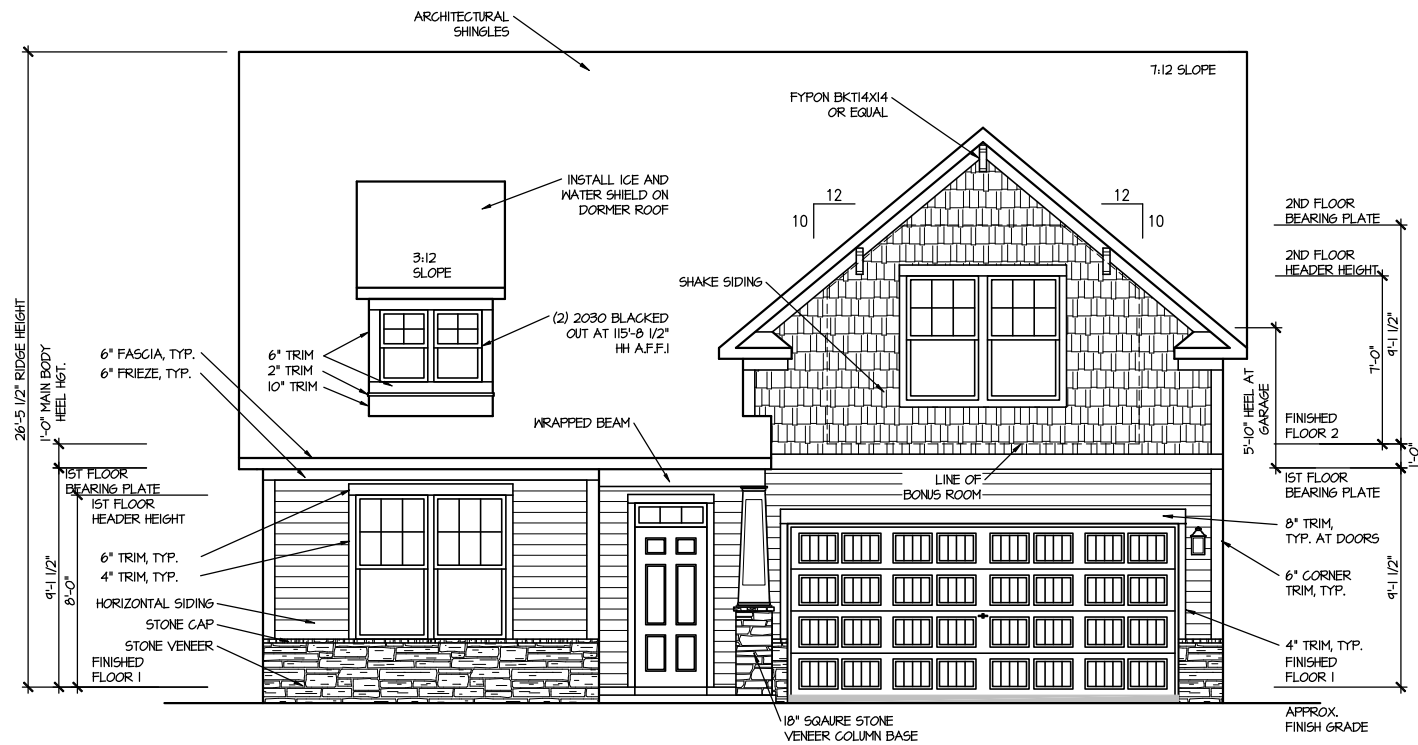 ARCHITECTURAL
SHINGLES
7:12 SLOPE
FYPON BKT14X14
OR EQUAL
INSTALL ICE AND
WATER SHIELD ON
DORMER ROOF
12
10
12
10
2ND FLOOR
BEARING PLATE
3:12
SLOPE
2ND FLOOR
HEADER HEIGHT
SHAKE SIDING
(2) 2030 BLACKED
OUT AT 115'-8 1/2"
HH A.F.F.1
26'-5 1/2" RIDGE HEIGHT
1'-0" MAIN BODY
HEEL HGT.
6" FASCIA, TYP.
6" FRIEZE, TYP.
6" TRIM
2" TRIM
10" TRIM
9'-1 1/2"
7'-0"
5'-10" HEEL AT
GARAGE
WRAPPED BEAM
FINISHED
FLOOR 2
1'-0"
1ST FLOOR
BEARING PLATE
1ST FLOOR
HEADER HEIGHT
LINE OF
BONUS ROOM
1ST FLOOR
BEARING PLATE
8" TRIM,
TYP. AT DOORS
6" TRIM, TYP.
4" TRIM, TYP.
9'-1 1/2"
8'-0"
6" CORNER
TRIM, TYP.
9'-1 1/2"
HORIZONTAL SIDING
STONE CAP
STONE VENEER
4" TRIM, TYP.
FINISHED
FLOOR 1
FINISHED
FLOOR 1
18" SQAURE STONE
VENEER COLUMN BASE
APPROX.
FINISH GRADE